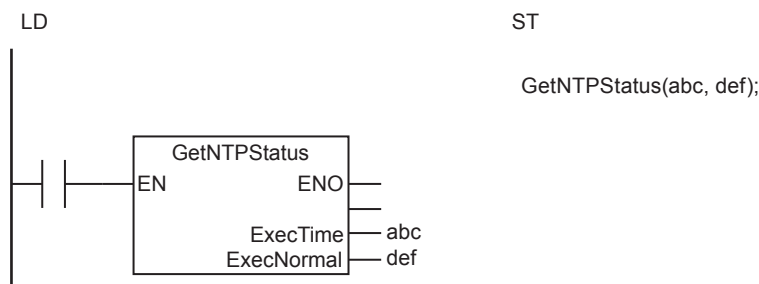 LD
ST
GetNTPStatus(abc, def);
GetNTPStatus
EN ENO
ExecTime abc
ExecNormal def